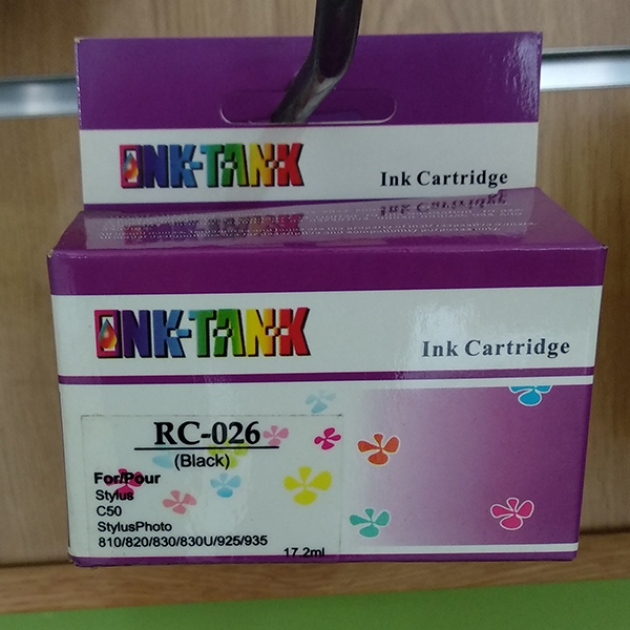 INK-TANK
Ink Cartridge
INK-TANK
Ink Cartridge
RC-026
(Black)
For/Pour
Stylus
C50
StylusPhoto
810/820/830/830U/925/935
17.2ml